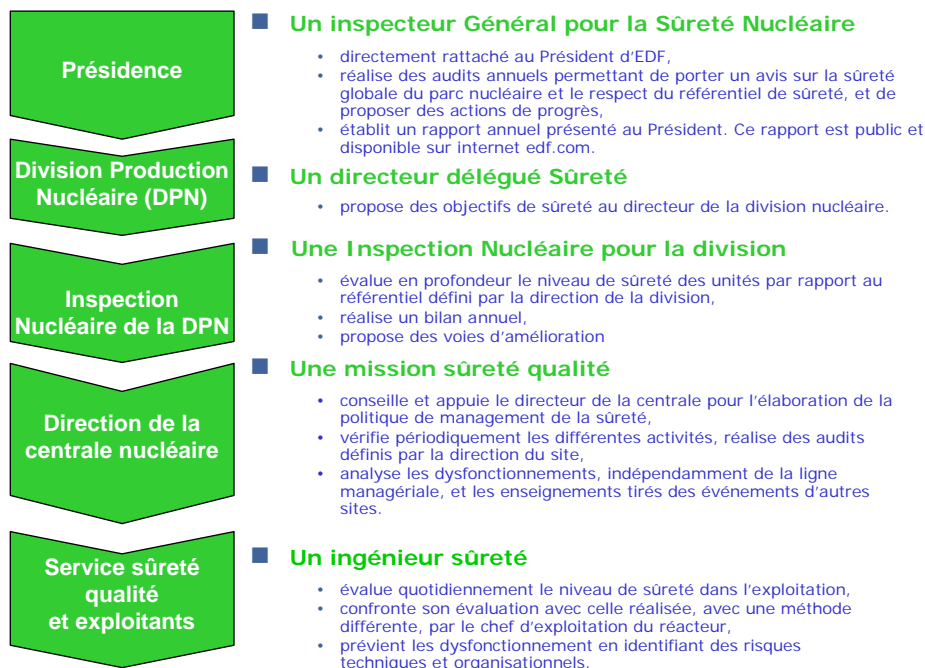 Présidence
■ Un inspecteur Général pour la Sûreté Nucléaire
• directement rattaché au Président d'EDF,
• réalise des audits annuels permettant de porter un avis sur la sûreté
globale du parc nucléaire et le respect du référentiel de sûreté, et de
proposer des actions de progrès,
• établit un rapport annuel présenté au Président. Ce rapport est public et
disponible sur internet edf.com.
Division Production
Nucléaire (DPN)
■ Un directeur délégué Sûreté
• propose des objectifs de sûreté au directeur de la division nucléaire.
Inspection
Nucléaire de la DPN
■ Une Inspection Nucléaire pour la division
• évalue en profondeur le niveau de sûreté des unités par rapport au
référentiel défini par la direction de la division,
• réalise un bilan annuel,
• propose des voies d'amélioration
Direction de la
centrale nucléaire
■ Une mission sûreté qualité
• conseille et appuie le directeur de la centrale pour l'élaboration de la
politique de management de la sûreté,
• vérifie périodiquement les différentes activités, réalise des audits
définis par la direction du site,
• analyse les dysfonctionnements, indépendamment de la ligne
managériale, et les enseignements tirés des événements d'autres
sites.
Service sûreté
qualité
et exploitants
■ Un ingénieur sûreté
• évalue quotidiennement le niveau de sûreté dans l'exploitation,
• confronte son évaluation avec celle réalisée, avec une méthode
différente, par le chef d'exploitation du réacteur,
• prévient les dysfonctionnement en identifiant des risques
techniques et organisationnels.